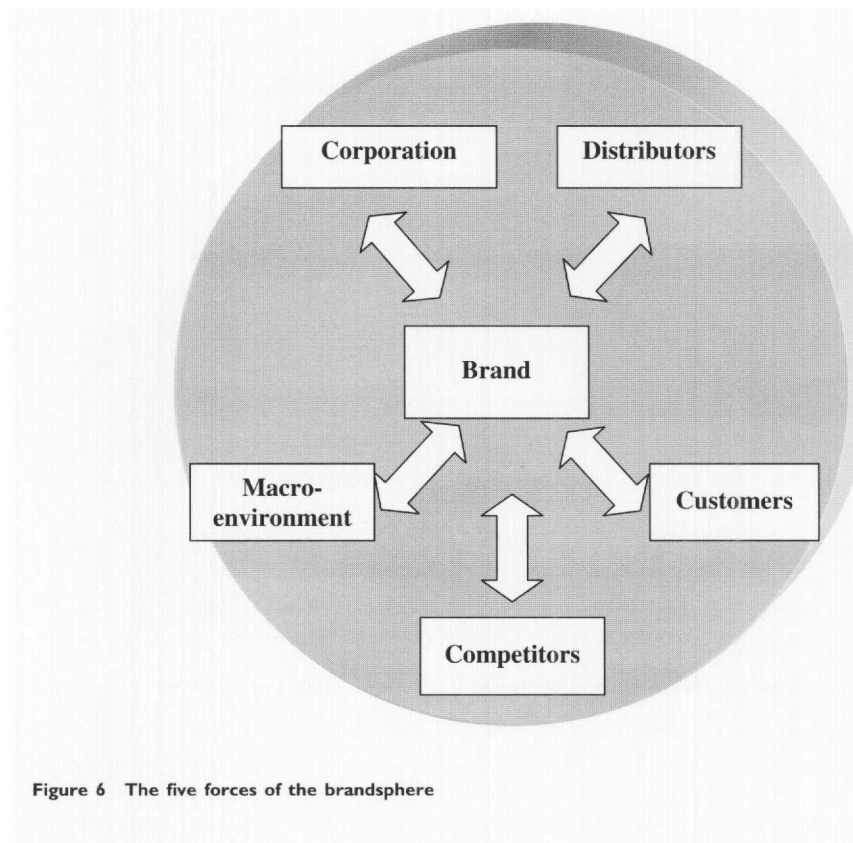 Corporation
Distributors
Brand
Macro-
environment
Customers
Competitors
Figure 6 The five forces of the brandsphere